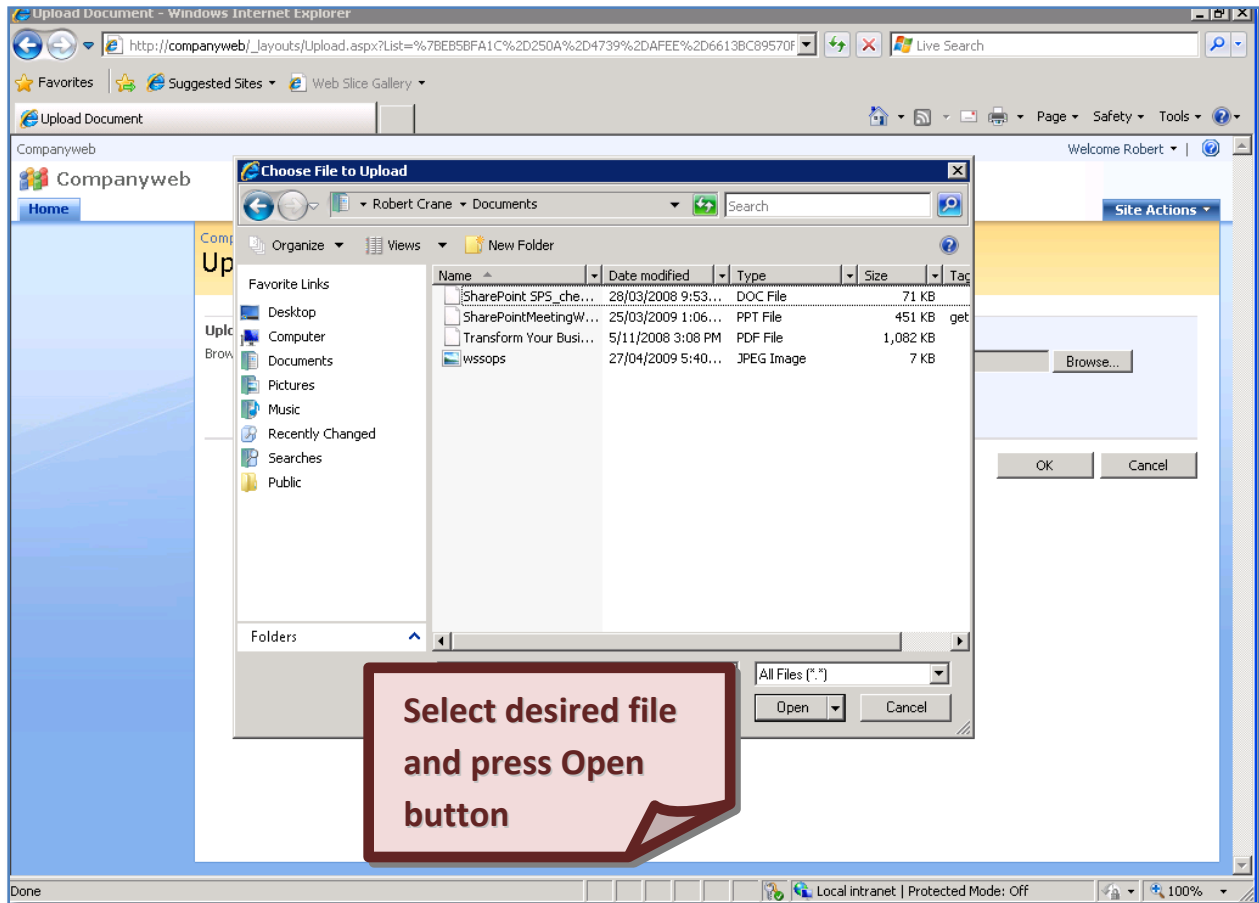 Upload Document - Windows Internet Explorer
http://companyweb/_layouts/Upload.aspx?List=%7BEB5BFA1C%2D250A%2D4739%2DAFEE%2D6613BC89570F
Live Search
Favorites Suggested Sites Web Slice Gallery
Upload Document Page Safety Tools
Companyweb Welcome Robert |
Companyweb
Home Site Actions
Choose File to Upload
Robert Crane Documents Search
Organize Views New Folder
Up
Favorite Links
Name Date modified Type Size
Desktop
Computer
Documents
Pictures
Music
Recently Changed
Searches
Public
SharePoint SPS_che... 28/03/2008 9:53... DOC File 71 KB
SharePointMeetingW... 25/03/2009 1:06... PPT File 451 KB get
Transform Your Busi... 5/11/2008 3:08 PM PDF File 1,082 KB
wssops 27/04/2009 5:40... JPEG Image 7 KB
Browse...
OK Cancel
Folders
All Files (*.*)
Open Cancel
Select desired file
and press Open
button
Done Local intranet | Protected Mode: Off 100%